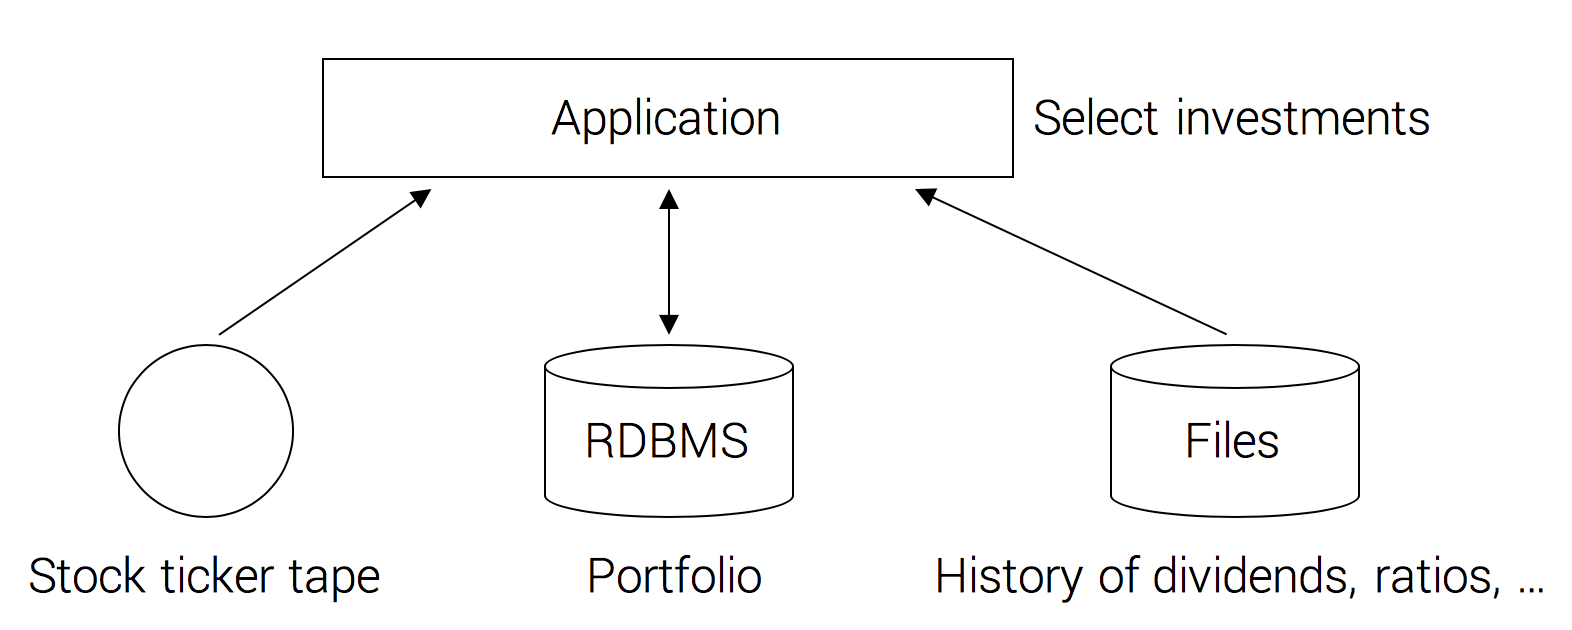 Application
Select investments
RDBMS
Files
Stock ticker tape
Portfolio
History of dividends, ratios, ...